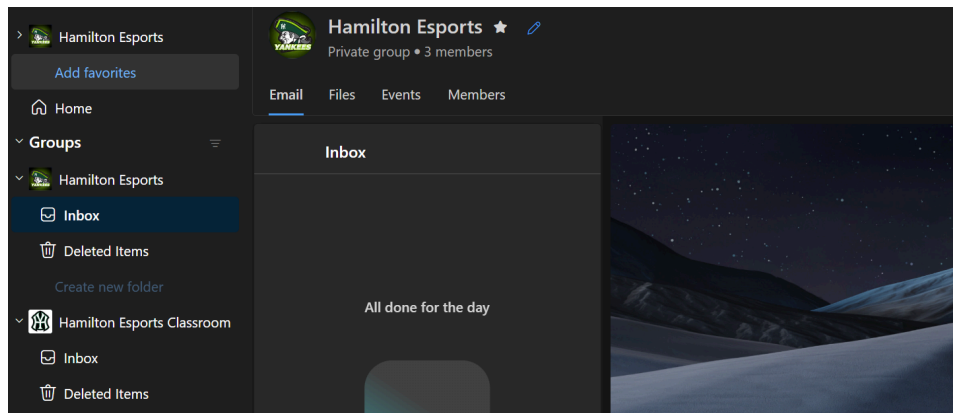 Hamilton Esports
Add favorites
Home
Groups
Hamilton Esports
Inbox
Deleted Items
Create new folder
Hamilton Esports Classroom
Inbox
Deleted Items
YANKEES
Hamilton Esports
Private group • 3 members
Email Files Events Members
Inbox
All done for the day